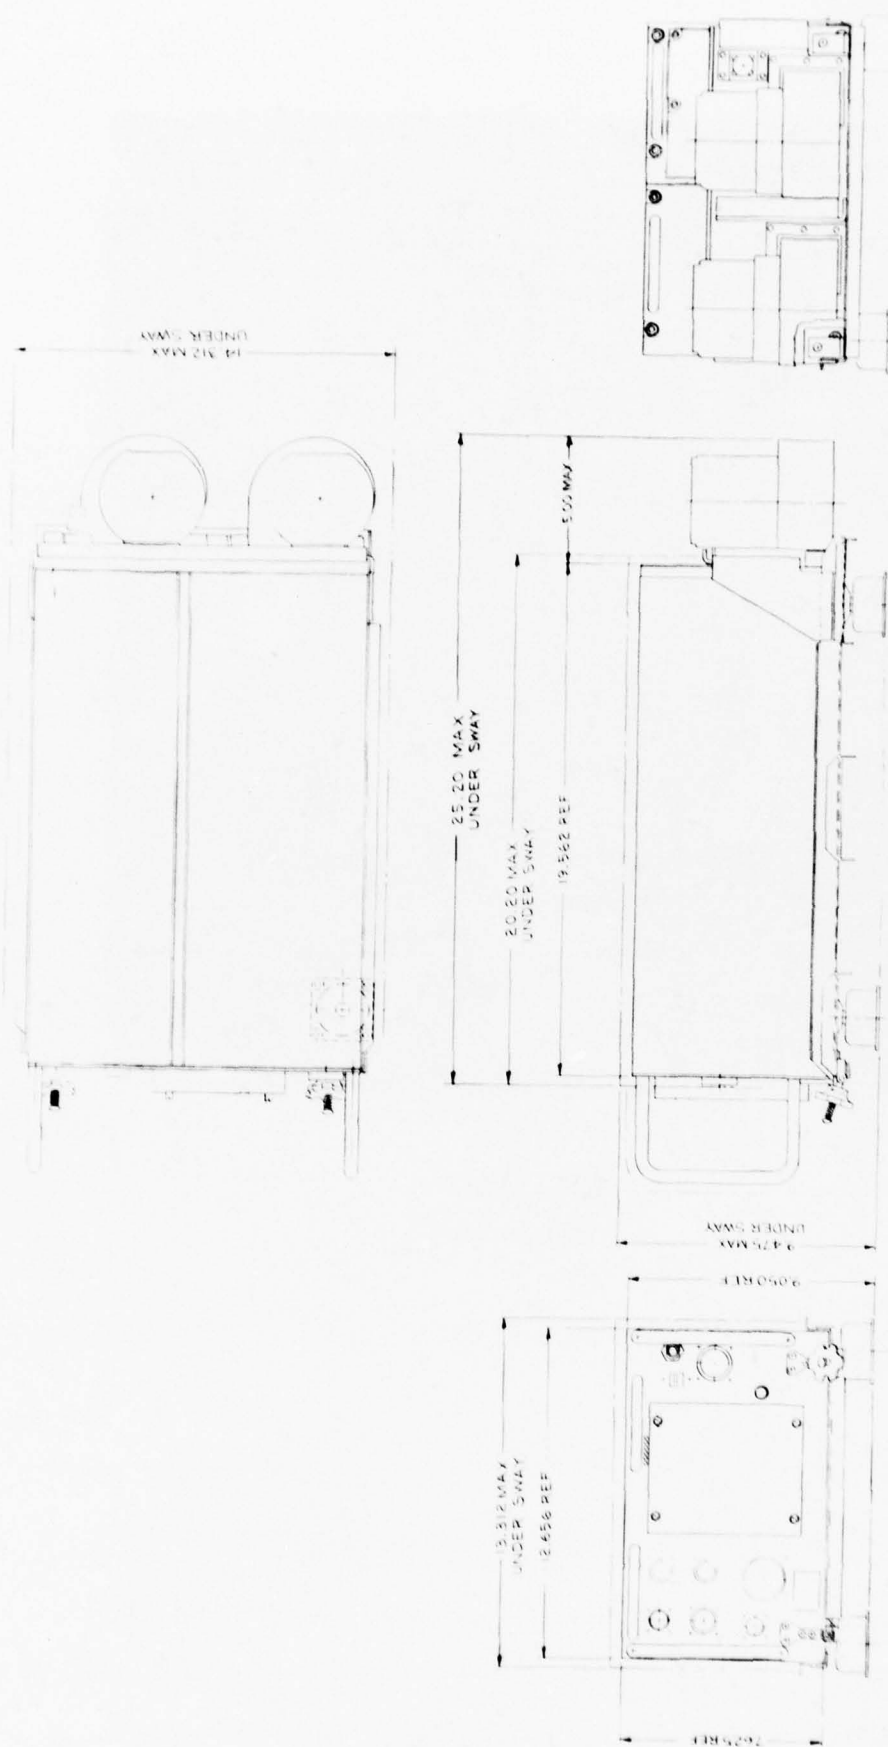 14.312 MAX
UNDER SWAY
5.00 MAX
25.20 MAX
UNDER SWAY
20.20 MAX
UNDER SWAY
19.562 REF
9.475 MAX
UNDER SWAY
9.050 REF
13.312 MAX
UNDER SWAY
12.656 REF
7.625 REF